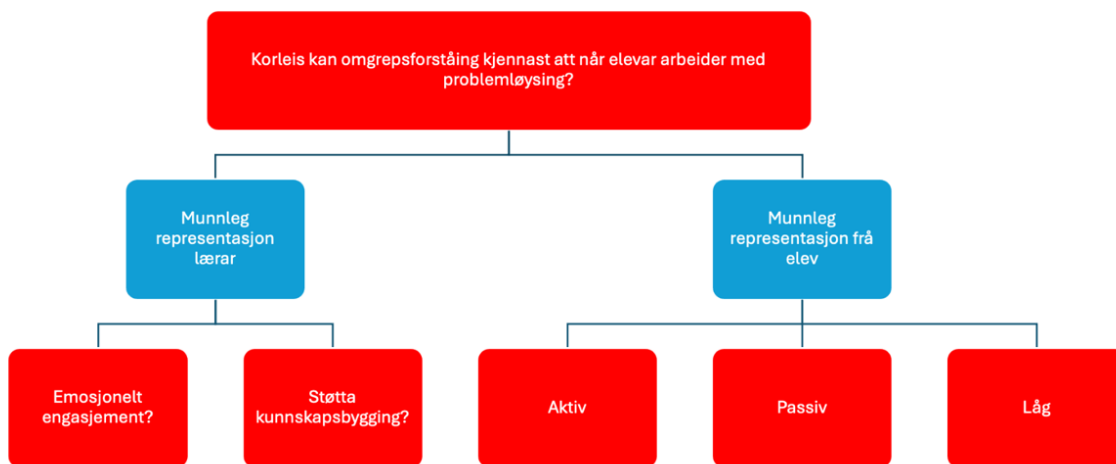 Korleis kan omgrepsforståing kjennast att når elevar arbeider med
problemløysing?
Munnleg
representasjon
lærar
Munnleg
representasjon frå
elev
Emosjonelt
engasjement?
Støtta
kunnskapsbygging?
Aktiv
Passiv
Låg